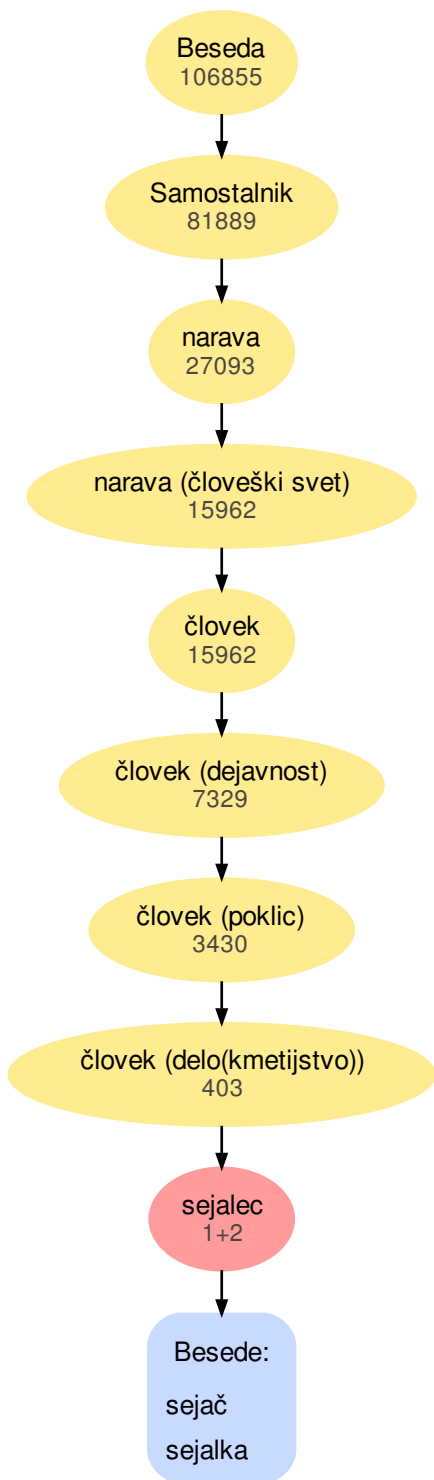 Beseda
106855
Samostalnik
81889
narava
27093
narava (človeški svet)
15962
človek
15962
človek (dejavnost)
7329
človek (poklic)
3430
človek (delo(kmetijstvo))
403
sejalec
1+2
Besede:
sejač
sejalka